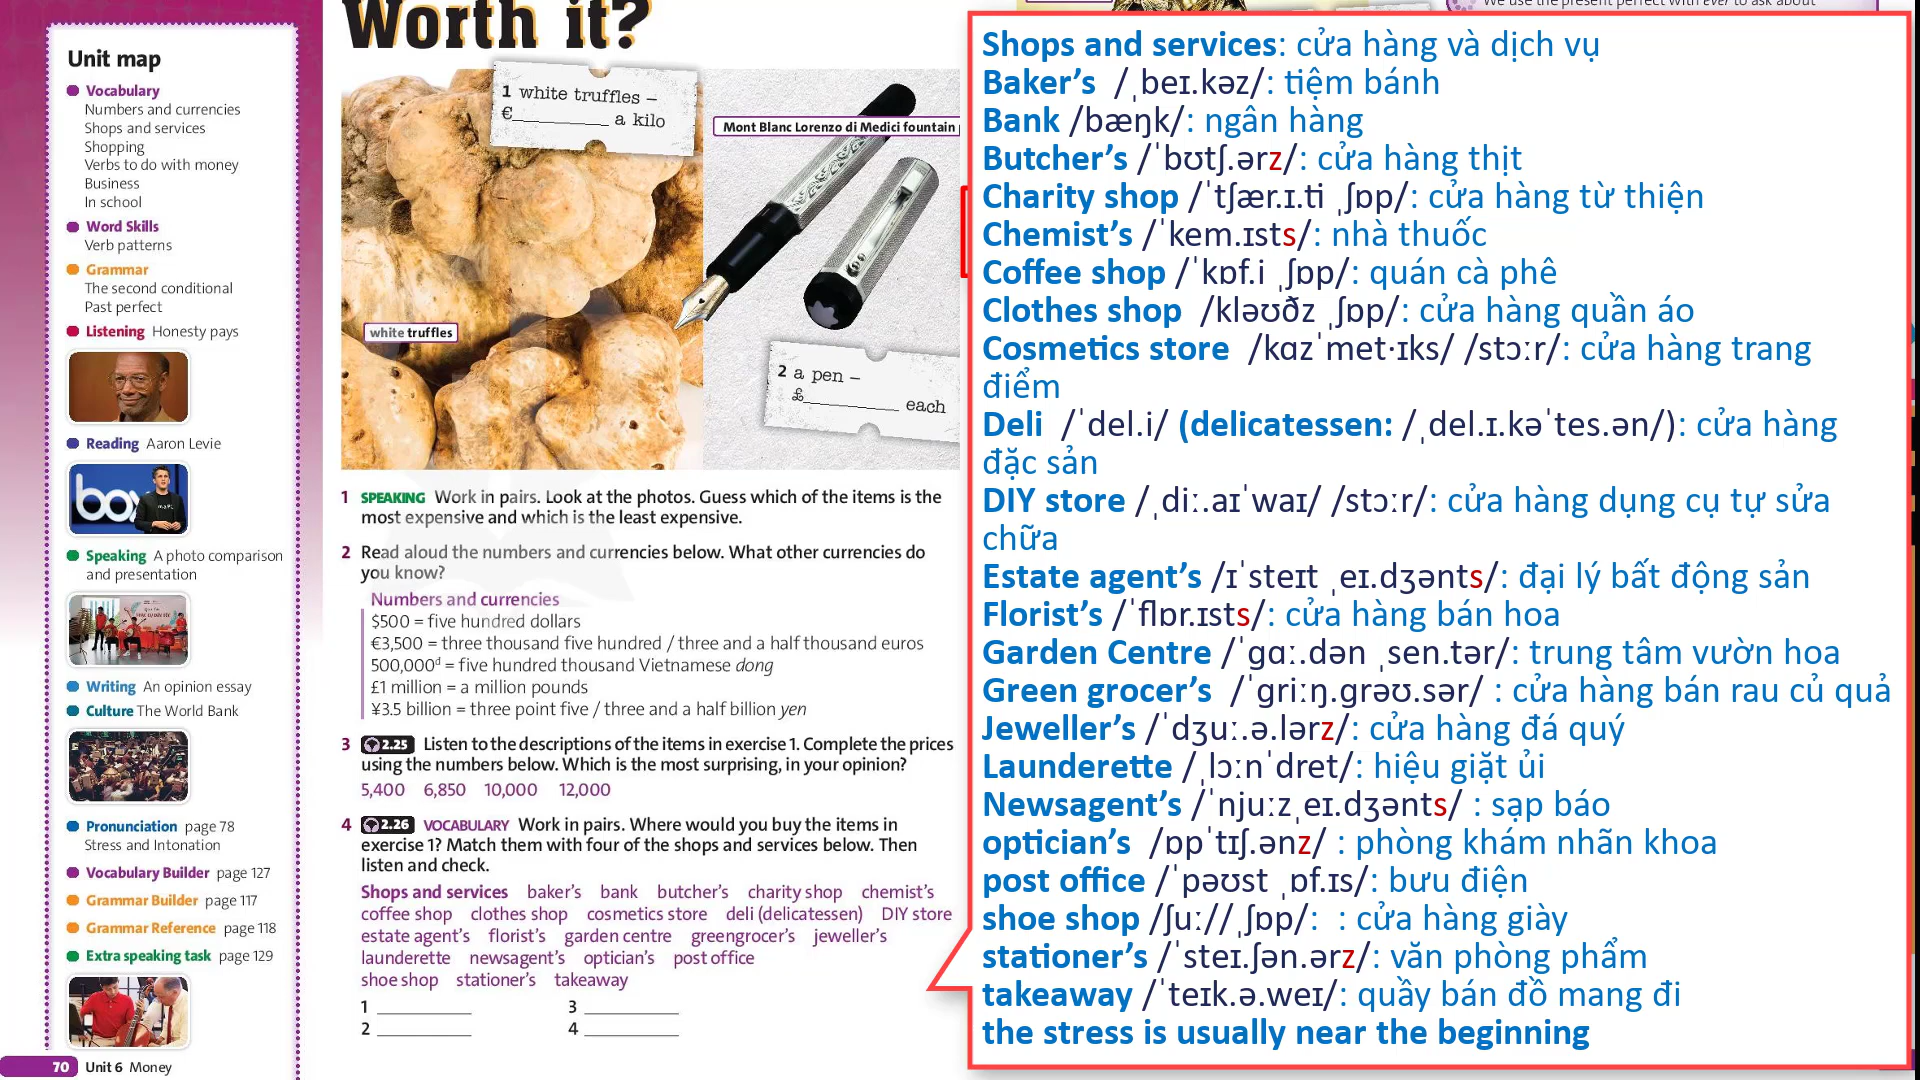 Worth it?
We use the present perfect with ever to ask about
Unit map
Vocabulary
Numbers and currencies
Shops and services
Shopping
Verbs to do with money
Business
In school
Word Skills
Verb patterns
Grammar
The second conditional
Past perfect
Listening Honesty pays
Reading Aaron Levie
box
Speaking A photo comparison
and presentation
Writing An opinion essay
Culture The World Bank
Pronunciation page 78
Stress and Intonation
Vocabulary Builder page 127
Grammar Builder page 117
Grammar Reference page 118
Extra speaking task page 129
70 Unit 6 Money
1 white truffles –
€__________ a kilo
white truffles
Mont Blanc Lorenzo di Medici fountain
2 a pen –
£__________ each
1 SPEAKING Work in pairs. Look at the photos. Guess which of the items is the
most expensive and which is the least expensive.
2 Read aloud the numbers and currencies below. What other currencies do
you know?
Numbers and currencies
$500 = five hundred dollars
€3,500 = three thousand five hundred / three and a half thousand euros
500,000đ = five hundred thousand Vietnamese dong
£1 million = a million pounds
¥3.5 billion = three point five / three and a half billion yen
3 2.25 Listen to the descriptions of the items in exercise 1. Complete the prices
using the numbers below. Which is the most surprising, in your opinion?
5,400 6,850 10,000 12,000
4 2.26 VOCABULARY Work in pairs. Where would you buy the items in
exercise 1? Match them with four of the shops and services below. Then
listen and check.
Shops and services baker’s bank butcher’s charity shop chemist’s
coffee shop clothes shop cosmetics store deli (delicatessen) DIY store
estate agent’s florist’s garden centre greengrocer’s jeweller’s
launderette newsagent’s optician’s post office
shoe shop stationer’s takeaway
1 __________ 3 __________
2 __________ 4 __________
Shops and services: cửa hàng và dịch vụ
Baker’s /ˌbeɪ.kəz/: tiệm bánh
Bank /bæŋk/: ngân hàng
Butcher’s /ˈbʊtʃ.ərz/: cửa hàng thịt
Charity shop /ˈtʃær.ɪ.ti ˌʃɒp/: cửa hàng từ thiện
Chemist’s /ˈkem.ɪsts/: nhà thuốc
Coffee shop /ˈkɒf.i ˌʃɒp/: quán cà phê
Clothes shop /kləʊðz ˌʃɒp/: cửa hàng quần áo
Cosmetics store /kɑzˈmet·ɪks/ /stɔːr/: cửa hàng trang
điểm
Deli /ˈdel.i/ (delicatessen: /ˌdel.ɪ.kəˈtes.ən/): cửa hàng
đặc sản
DIY store /ˌdiː.aɪˈwaɪ/ /stɔːr/: cửa hàng dụng cụ tự sửa
chữa
Estate agent’s /ɪˈsteɪt ˌeɪ.dʒənts/: đại lý bất động sản
Florist’s /ˈflɒr.ɪsts/: cửa hàng bán hoa
Garden Centre /ˈɡɑː.dən ˌsen.tər/: trung tâm vườn hoa
Green grocer’s /ˈɡriːŋ.ɡrəʊ.sər/ : cửa hàng bán rau củ quả
Jeweller’s /ˈdʒuː.ə.lərz/: cửa hàng đá quý
Launderette /ˌlɔːnˈdret/: hiệu giặt ủi
Newsagent’s /ˈnjuːzˌeɪ.dʒənts/ : sạp báo
optician’s /ɒpˈtɪʃ.ənz/ : phòng khám nhãn khoa
post office /ˈpəʊst ˌɒf.ɪs/: bưu điện
shoe shop /ʃuː//ˌʃɒp/: : cửa hàng giày
stationer’s /ˈsteɪ.ʃən.ərz/: văn phòng phẩm
takeaway /ˈteɪk.ə.weɪ/: quầy bán đồ mang đi
the stress is usually near the beginning